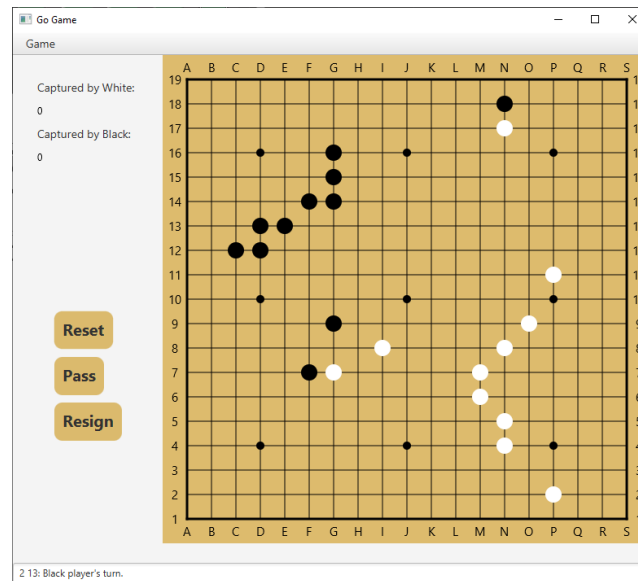 Go Game
Game
Captured by White:
0
Captured by Black:
0
Reset
Pass
Resign
A B C D E F G H I J K L M N O P Q R S
19
18
17
16
15
14
13
12
11
10
9
8
7
6
5
4
3
2
1
A B C D E F G H I J K L M N O P Q R S
2 13: Black player's turn.